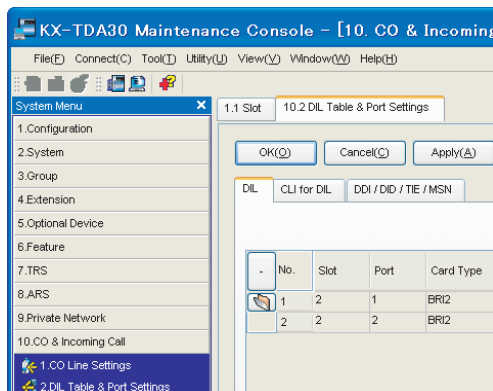 KX-TDA30 Maintenance Console - [10. CO & Incoming
File(F) Connect(C) Tool(T) Utility(U) View(V) Window(W) Help(H)
System Menu X
1.1 Slot 10.2 DIL Table & Port Settings
1.Configuration
2.System
3.Group
4.Extension
5.Optional Device
6.Feature
7.TRS
8.ARS
9.Private Network
10.CO & Incoming Call
1.CO Line Settings
2.DIL Table & Port Settings
OK(O) Cancel(C) Apply(A)
DIL CLI for DIL DDI / DID / TIE / MSN
- No. Slot Port Card Type
1 2 1 BRI2
2 2 2 BRI2